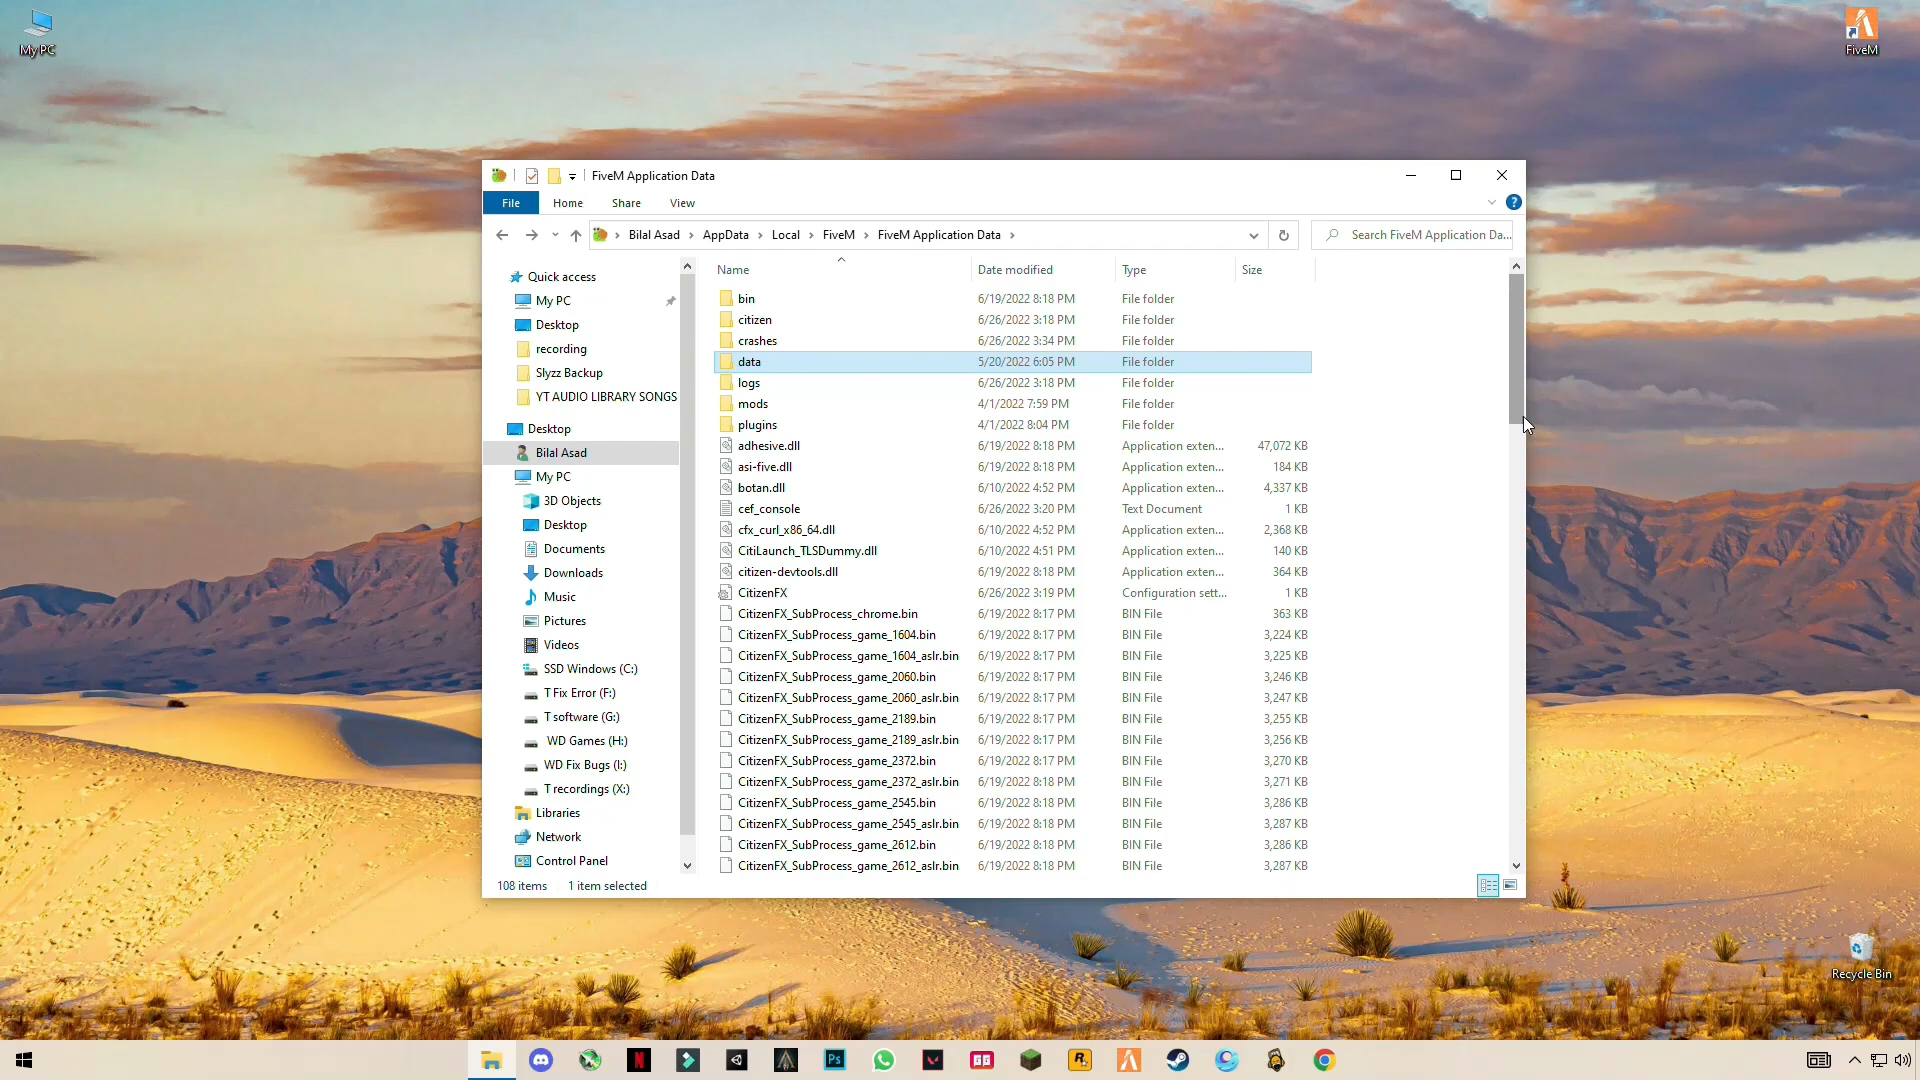 My PC
FiveM
FiveM Application Data
File Home Share View
Bilal Asad AppData Local FiveM FiveM Application Data
Search FiveM Application Da...
Quick access
My PC
Desktop
recording
Slyzz Backup
YT AUDIO LIBRARY SONGS
Desktop
Bilal Asad
My PC
3D Objects
Desktop
Documents
Downloads
Music
Pictures
Videos
SSD Windows (C:)
T Fix Error (F:)
T software (G:)
WD Games (H:)
WD Fix Bugs (I:)
T recordings (X:)
Libraries
Network
Control Panel
Name Date modified Type Size
bin 6/19/2022 8:18 PM File folder
citizen 6/26/2022 3:18 PM File folder
crashes 6/26/2022 3:34 PM File folder
data 5/20/2022 6:05 PM File folder
logs 6/26/2022 3:18 PM File folder
mods 4/1/2022 7:59 PM File folder
plugins 4/1/2022 8:04 PM File folder
adhesive.dll 6/19/2022 8:18 PM Application exten... 47,072 KB
asi-five.dll 6/19/2022 8:18 PM Application exten... 184 KB
botan.dll 6/10/2022 4:52 PM Application exten... 4,337 KB
cef_console 6/26/2022 3:20 PM Text Document 1 KB
cfx_curl_x86_64.dll 6/10/2022 4:52 PM Application exten... 2,368 KB
CitiLaunch_TLSDummy.dll 6/10/2022 4:51 PM Application exten... 140 KB
citizen-devtools.dll 6/19/2022 8:18 PM Application exten... 364 KB
CitizenFX 6/26/2022 3:19 PM Configuration sett... 1 KB
CitizenFX_SubProcess_chrome.bin 6/19/2022 8:17 PM BIN File 363 KB
CitizenFX_SubProcess_game_1604.bin 6/19/2022 8:17 PM BIN File 3,224 KB
CitizenFX_SubProcess_game_1604_aslr.bin 6/19/2022 8:17 PM BIN File 3,225 KB
CitizenFX_SubProcess_game_2060.bin 6/19/2022 8:17 PM BIN File 3,246 KB
CitizenFX_SubProcess_game_2060_aslr.bin 6/19/2022 8:17 PM BIN File 3,247 KB
CitizenFX_SubProcess_game_2189.bin 6/19/2022 8:17 PM BIN File 3,255 KB
CitizenFX_SubProcess_game_2189_aslr.bin 6/19/2022 8:17 PM BIN File 3,256 KB
CitizenFX_SubProcess_game_2372.bin 6/19/2022 8:17 PM BIN File 3,270 KB
CitizenFX_SubProcess_game_2372_aslr.bin 6/19/2022 8:18 PM BIN File 3,271 KB
CitizenFX_SubProcess_game_2545.bin 6/19/2022 8:18 PM BIN File 3,286 KB
CitizenFX_SubProcess_game_2545_aslr.bin 6/19/2022 8:18 PM BIN File 3,287 KB
CitizenFX_SubProcess_game_2612.bin 6/19/2022 8:18 PM BIN File 3,286 KB
CitizenFX_SubProcess_game_2612_aslr.bin 6/19/2022 8:18 PM BIN File 3,287 KB
108 items 1 item selected
Recycle Bin